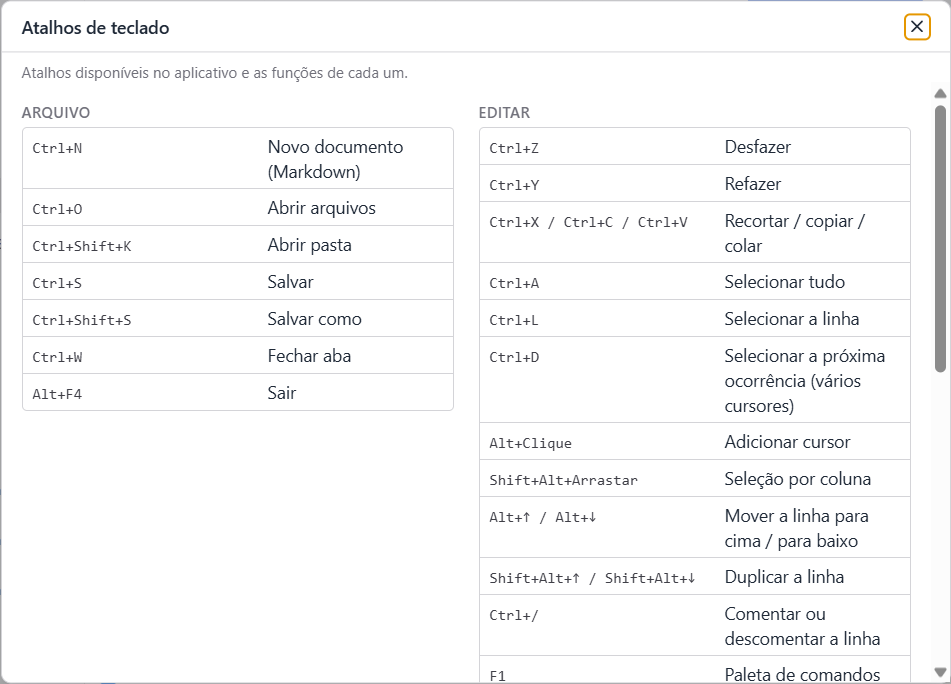 Atalhos de teclado
Atalhos disponíveis no aplicativo e as funções de cada um.
ARQUIVO
Ctrl+N Novo documento
(Markdown)
Ctrl+O Abrir arquivos
Ctrl+Shift+K Abrir pasta
Ctrl+S Salvar
Ctrl+Shift+S Salvar como
Ctrl+W Fechar aba
Alt+F4 Sair
EDITAR
Ctrl+Z Desfazer
Ctrl+Y Refazer
Ctrl+X / Ctrl+C / Ctrl+V Recortar / copiar /
colar
Ctrl+A Selecionar tudo
Ctrl+L Selecionar a linha
Ctrl+D Selecionar a próxima
ocorrência (vários
cursores)
Alt+Clique Adicionar cursor
Shift+Alt+Arrastar Seleção por coluna
Alt+↑ / Alt+↓ Mover a linha para
cima / para baixo
Shift+Alt+↑ / Shift+Alt+↓ Duplicar a linha
Ctrl+/ Comentar ou
descomentar a linha
F1 Paleta de comandos